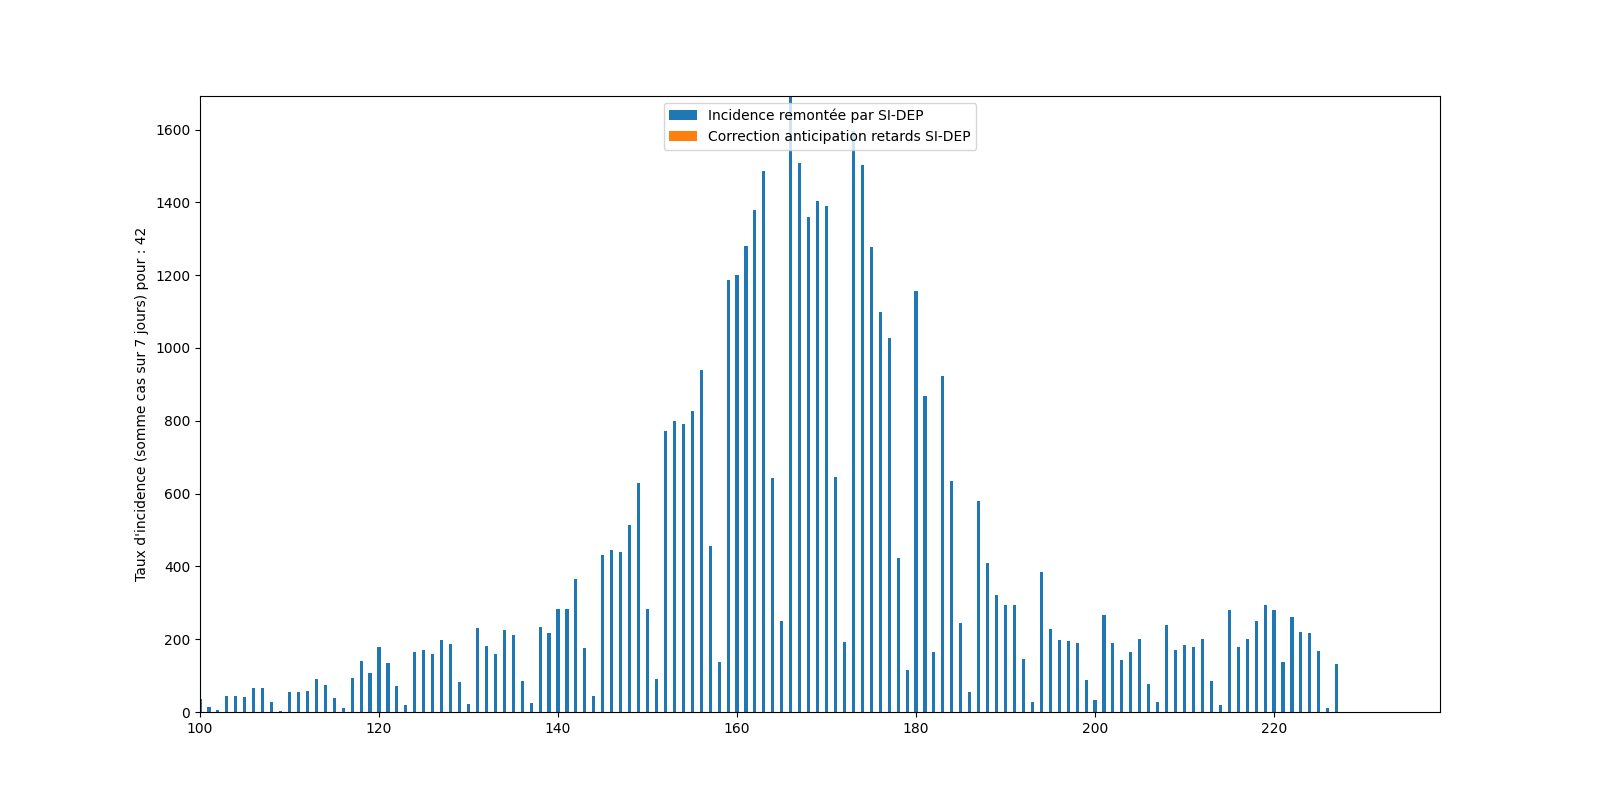 Incidence remontée par SI-DEP
Correction anticipation retards SI-DEP
Taux d'incidence (somme cas sur 7 jours) pour : 42
1600
1400
1200
1000
800
600
400
200
0
100 120 140 160 180 200 220